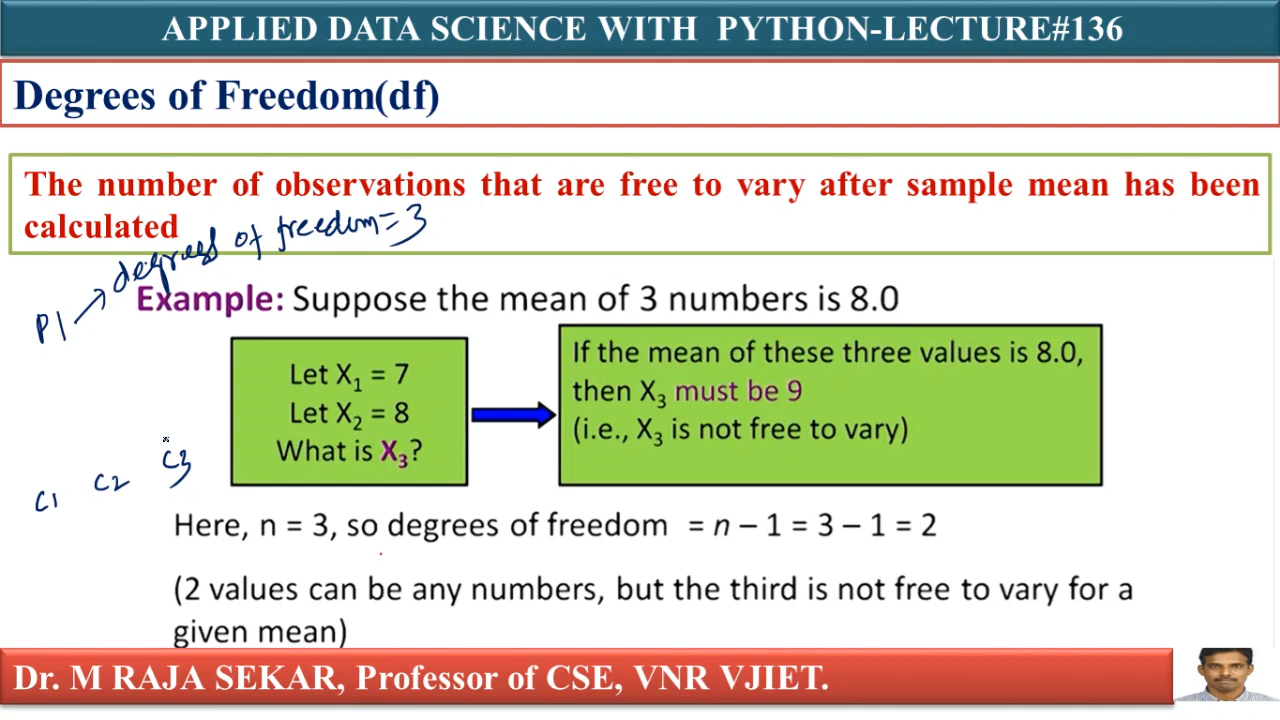 APPLIED DATA SCIENCE WITH PYTHON-LECTURE#136
Degrees of Freedom(df)
The number of observations that are free to vary after sample mean has been
calculated
degrees of freedom=3
P1
Example: Suppose the mean of 3 numbers is 8.0
Let X₁ = 7
Let X₂ = 8
What is X₃?
If the mean of these three values is 8.0,
then X₃ must be 9
(i.e., X₃ is not free to vary)
C1 C2 C3
Here, n = 3, so degrees of freedom = n – 1 = 3 – 1 = 2
(2 values can be any numbers, but the third is not free to vary for a
given mean)
Dr. M RAJA SEKAR, Professor of CSE, VNR VJIET.